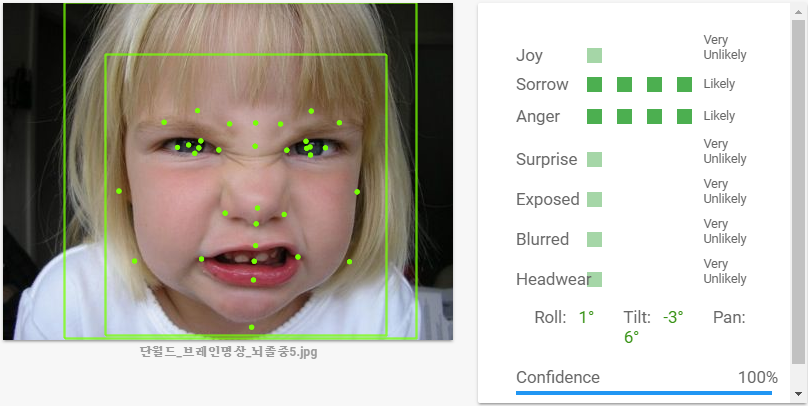 Joy Very Unlikely
Sorrow Likely
Anger Likely
Surprise Very Unlikely
Exposed Very Unlikely
Blurred Very Unlikely
Headwear Very Unlikely
Roll: 1° Tilt: -3° Pan:
6°
Confidence 100%
단월드_브레인명상_뇌졸중5.jpg